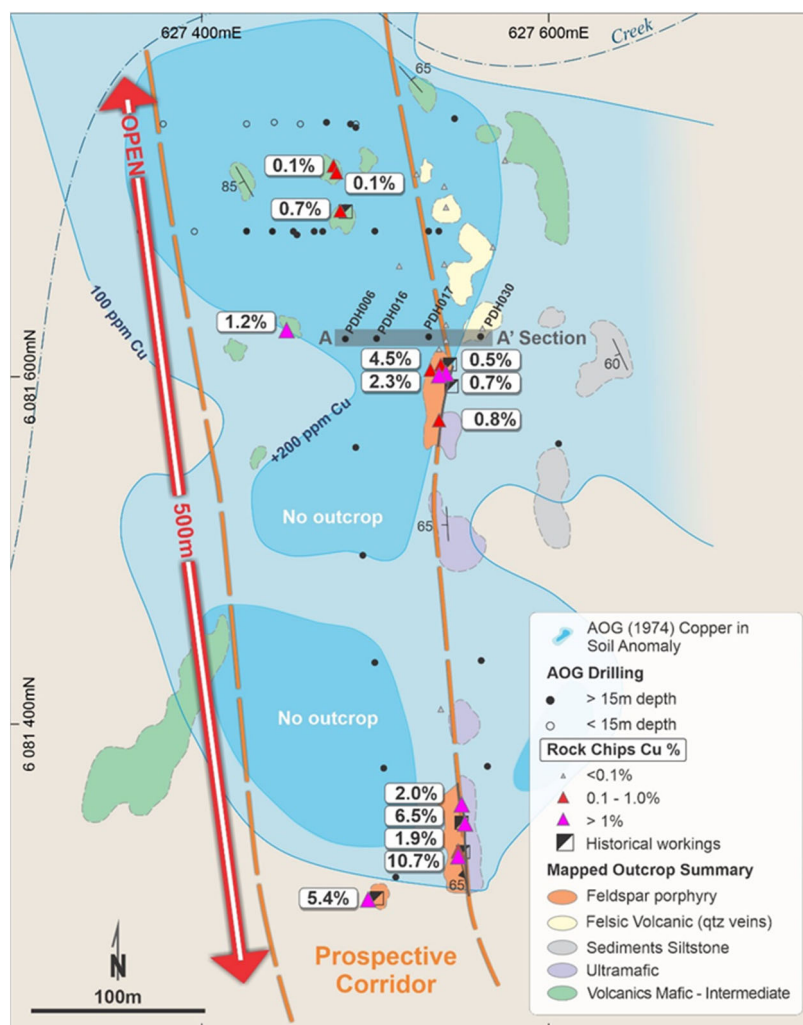 627 400mE
627 600mE
Creek
65
OPEN
0.1%
0.1%
85
0.7%
100 ppm Cu
PDH006
PDH016
PDH017
PDH030
1.2%
A
A' Section
6 081 600mN
4.5%
0.5%
2.3%
0.7%
60
0.8%
+200 ppm Cu
No outcrop
65
500m
6 081 400mN
No outcrop
2.0%
6.5%
1.9%
10.7%
65
5.4%
Prospective
Corridor
N
100m
AOG (1974) Copper in
Soil Anomaly
AOG Drilling
> 15m depth
< 15m depth
Rock Chips Cu %
<0.1%
0.1 - 1.0%
> 1%
Historical workings
Mapped Outcrop Summary
Feldspar porphyry
Felsic Volcanic (qtz veins)
Sediments Siltstone
Ultramafic
Volcanics Mafic - Intermediate